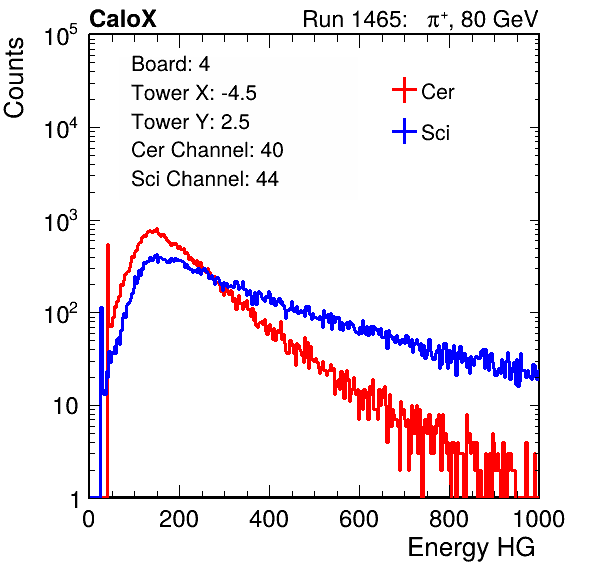 CaloX Run 1465: π⁺, 80 GeV
Counts
10⁵
10⁴
10³
10²
10
1
Board: 4
Tower X: -4.5
Tower Y: 2.5
Cer Channel: 40
Sci Channel: 44
Cer
Sci
0 200 400 600 800 1000
Energy HG